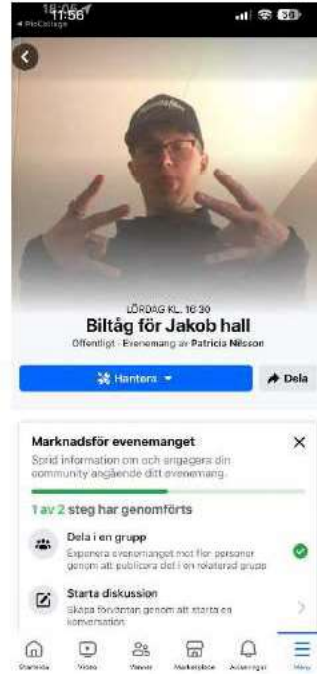 11:56
PicCollage
30
LÖRDAG KL. 16:30
Biltåg för Jakob hall
Offentligt · Evenemang av Patricia Nilsson
Hantera
Dela
Marknadsför evenemanget
Sprid information om och engagera din
community angående ditt evenemang.
1 av 2 steg har genomförts
Dela i en grupp
Exponera evenemanget mot fler personer
genom att publicera det i en relaterad grupp
Starta diskussion
Skapa förväntan genom att starta en
konversation
Startsida
Video
Vänner
Marketplace
Aviseringar
Meny